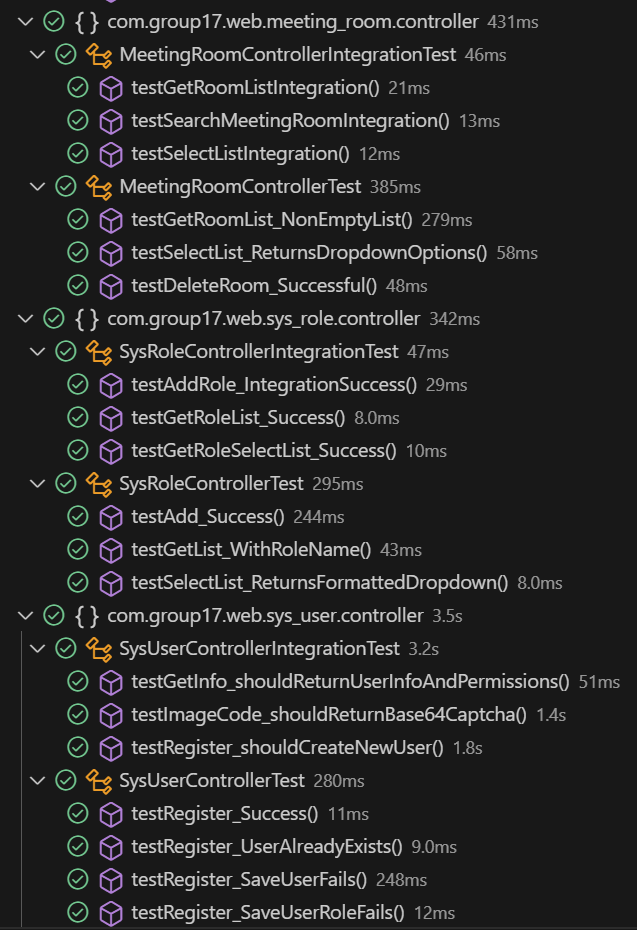 { } com.group17.web.meeting_room.controller 431ms
MeetingRoomControllerIntegrationTest 46ms
testGetRoomListIntegration() 21ms
testSearchMeetingRoomIntegration() 13ms
testSelectListIntegration() 12ms
MeetingRoomControllerTest 385ms
testGetRoomList_NonEmptyList() 279ms
testSelectList_ReturnsDropdownOptions() 58ms
testDeleteRoom_Successful() 48ms
{ } com.group17.web.sys_role.controller 342ms
SysRoleControllerIntegrationTest 47ms
testAddRole_IntegrationSuccess() 29ms
testGetRoleList_Success() 8.0ms
testGetRoleSelectList_Success() 10ms
SysRoleControllerTest 295ms
testAdd_Success() 244ms
testGetList_WithRoleName() 43ms
testSelectList_ReturnsFormattedDropdown() 8.0ms
{ } com.group17.web.sys_user.controller 3.5s
SysUserControllerIntegrationTest 3.2s
testGetInfo_shouldReturnUserInfoAndPermissions() 51ms
testImageCode_shouldReturnBase64Captcha() 1.4s
testRegister_shouldCreateNewUser() 1.8s
SysUserControllerTest 280ms
testRegister_Success() 11ms
testRegister_UserAlreadyExists() 9.0ms
testRegister_SaveUserFails() 248ms
testRegister_SaveUserRoleFails() 12ms